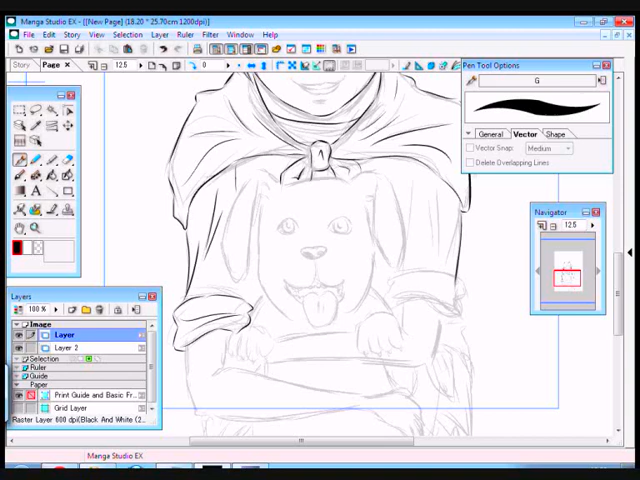 Manga Studio EX - [[New Page] (18.20 * 25.70cm 1200dpi)]
File Edit Story View Selection Layer Ruler Filter Window Help
Story Page 12.5 0
Pen Tool Options
G
General Vector Shape
Vector Snap: Medium
Delete Overlapping Lines
Navigator
12.5
Layers
100 %
Image
Layer
Layer 2
Selection
Ruler
Guide
Paper
Print Guide and Basic Fr...
Grid Layer
Raster Layer 600 dpi(Black And White (2...
Manga Studio EX